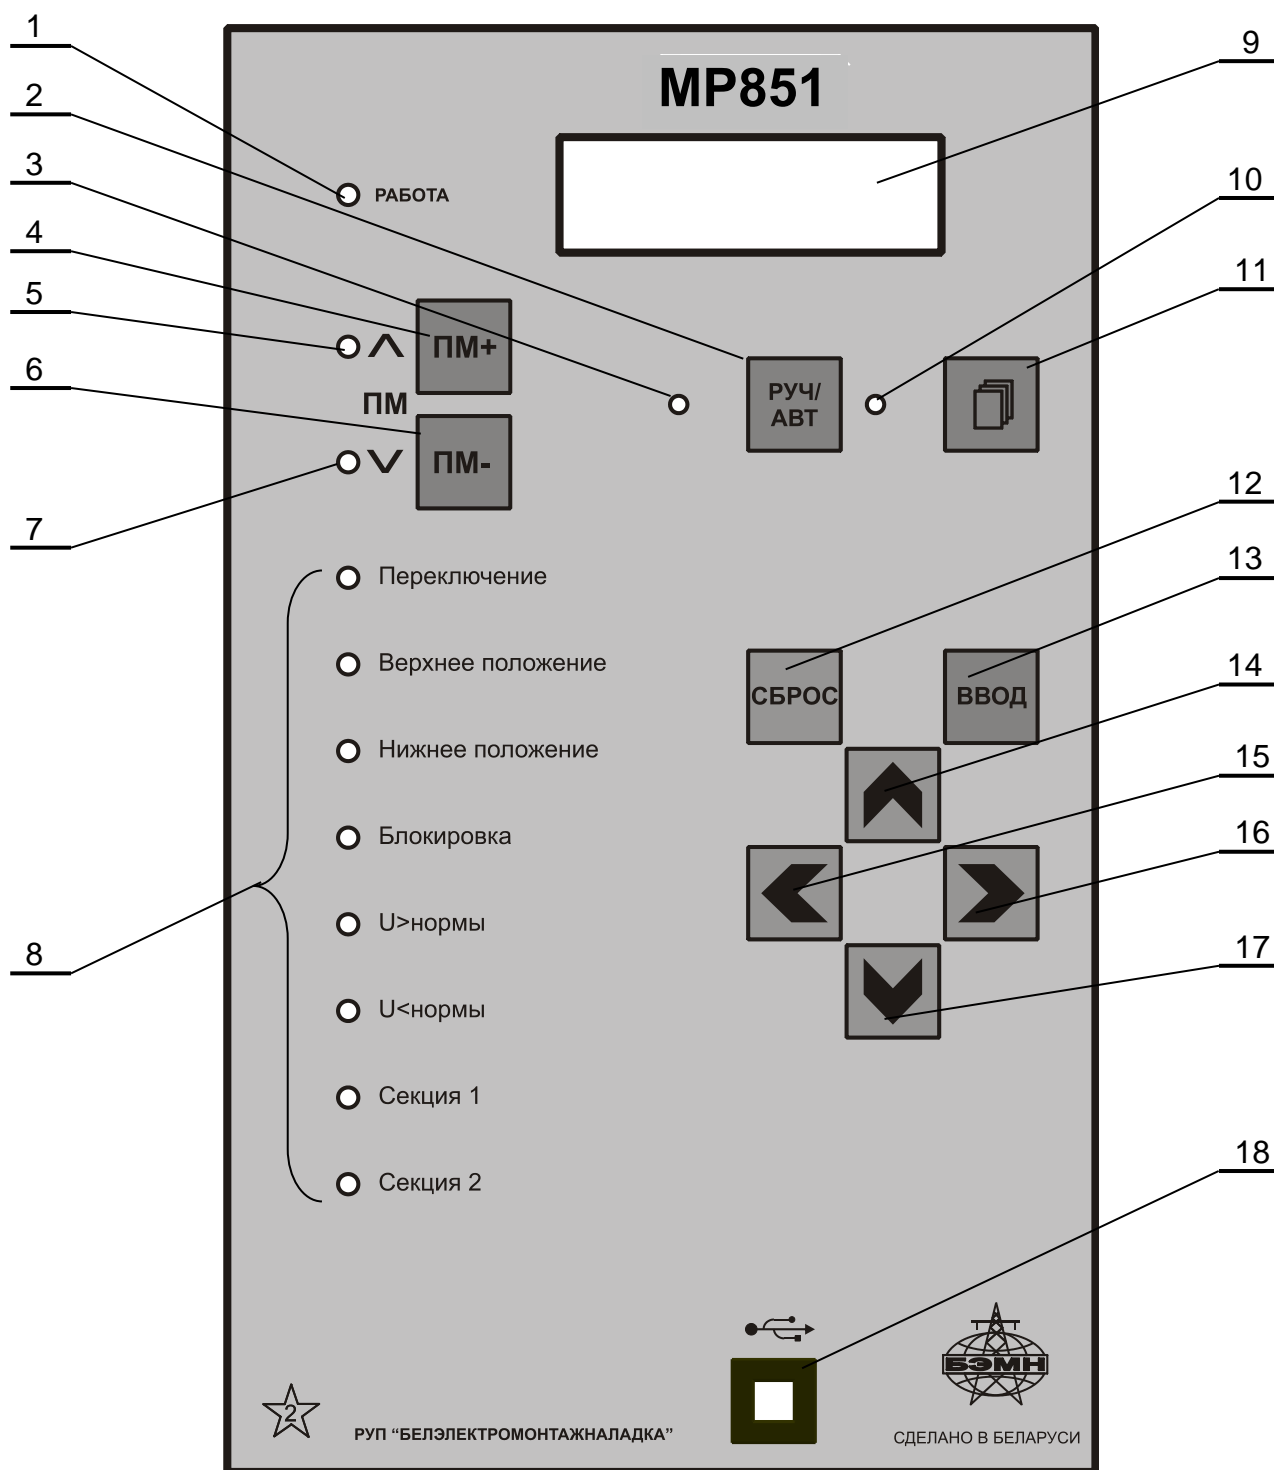 1
2
3
4
5
6
7
8
9
10
11
12
13
14
15
16
17
18
МР851
РАБОТА
ПМ+
ПМ
ПМ-
РУЧ/
АВТ
Переключение
Верхнее положение
Нижнее положение
Блокировка
U>нормы
U<нормы
Секция 1
Секция 2
СБРОС
ВВОД
БЭМН
2
РУП “БЕЛЭЛЕКТРОМОНТАЖНАЛАДКА”
СДЕЛАНО В БЕЛАРУСИ